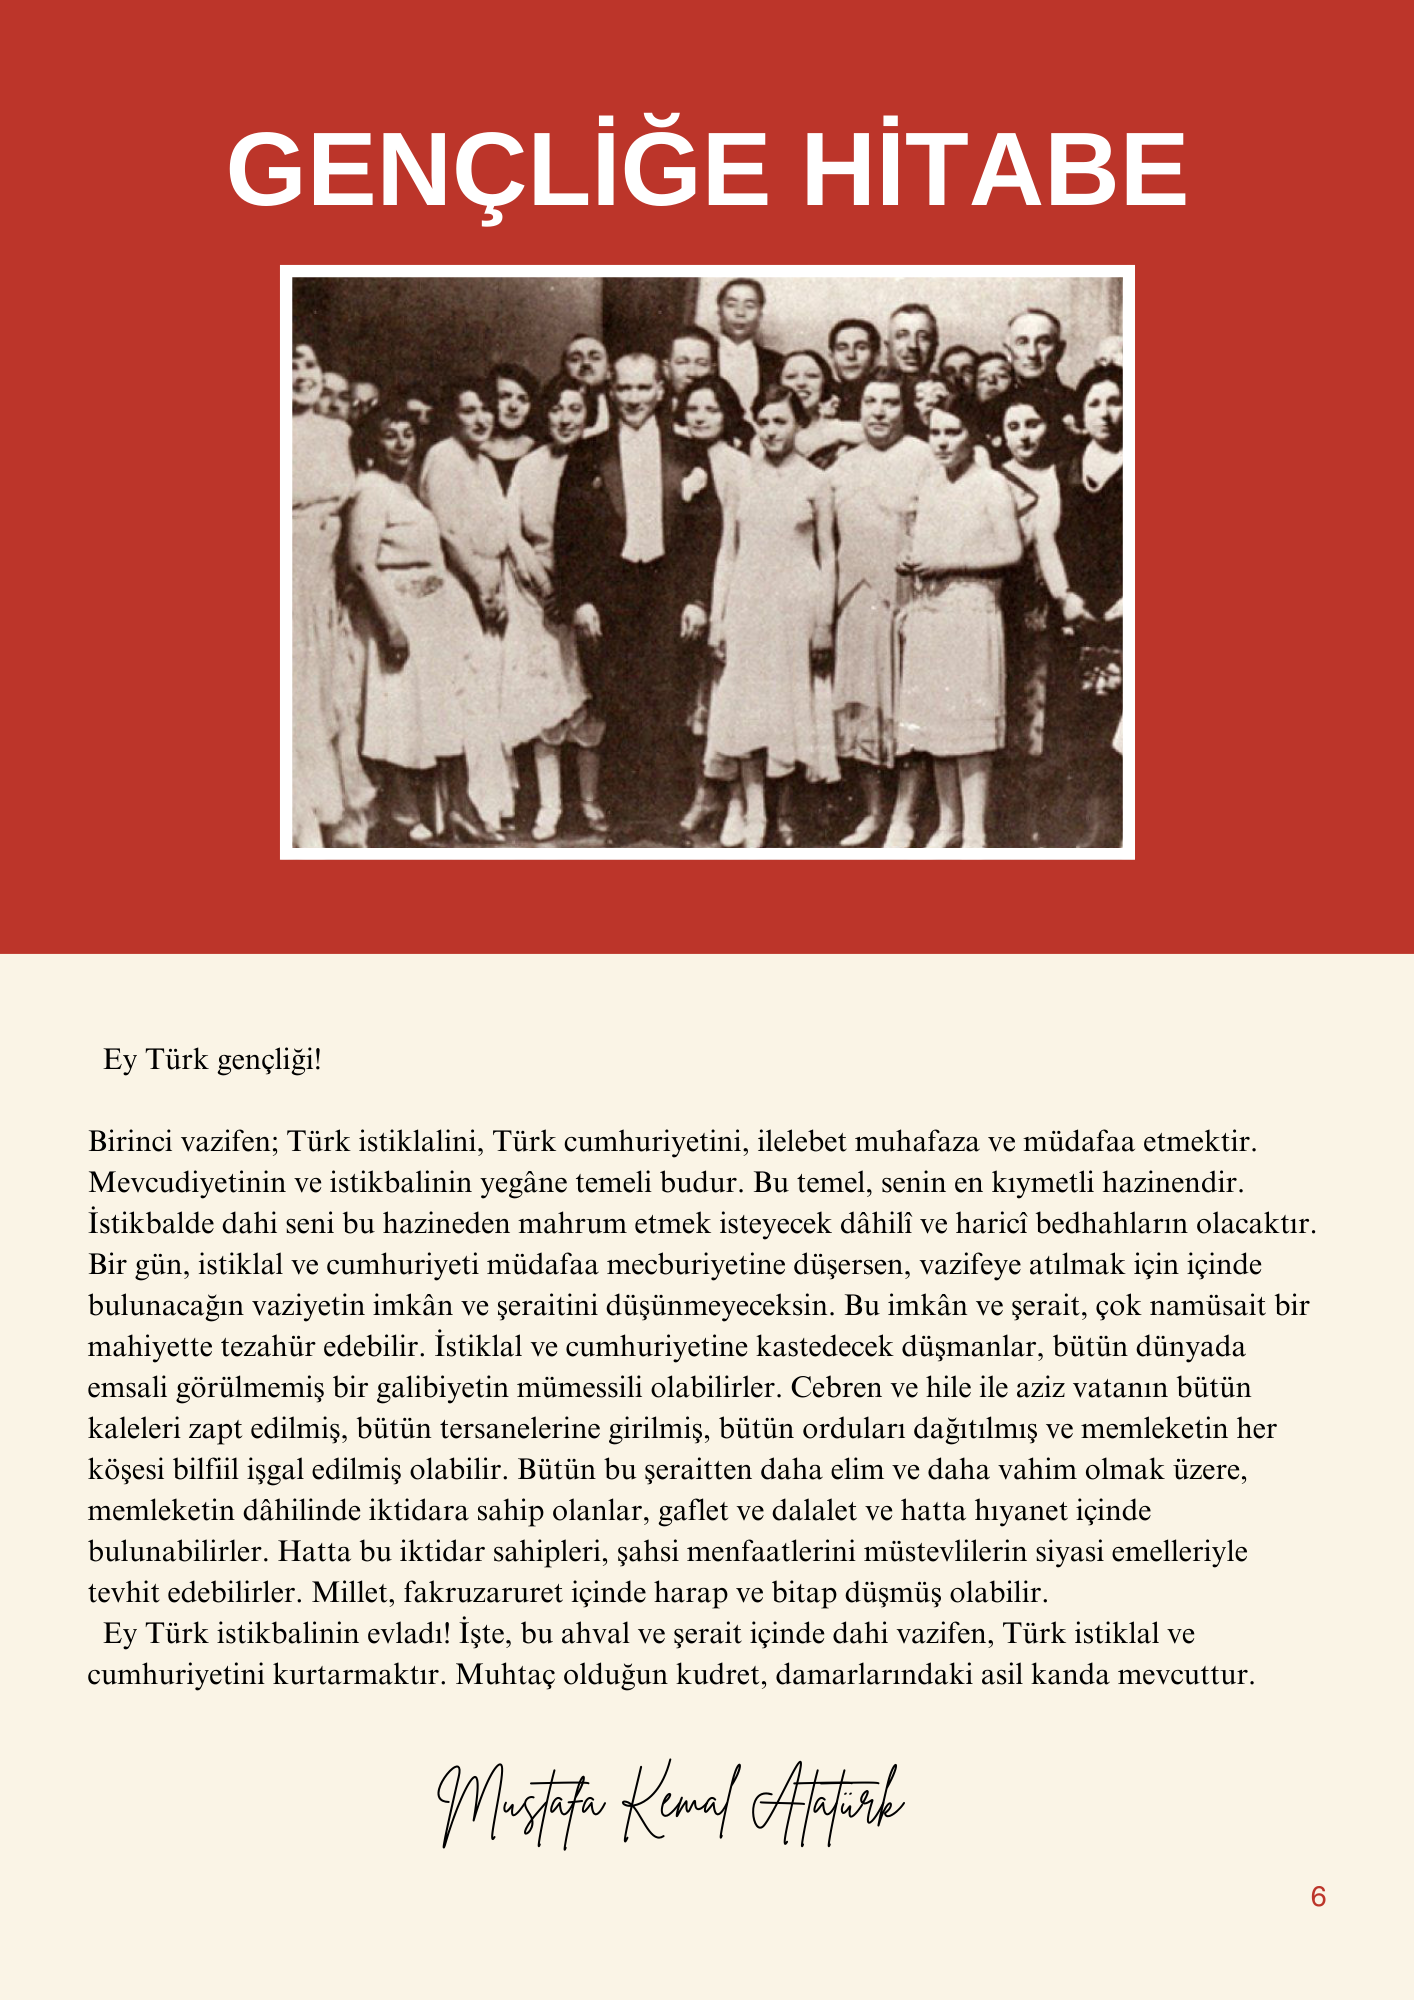 GENÇLİĞE HİTABE
Ey Türk gençliği!
Birinci vazifen; Türk istiklalini, Türk cumhuriyetini, ilelebet muhafaza ve müdafaa etmektir.
Mevcudiyetinin ve istikbalinin yegâne temeli budur. Bu temel, senin en kıymetli hazinendir.
İstikbalde dahi seni bu hazineden mahrum etmek isteyecek dâhilî ve haricî bedhahların olacaktır.
Bir gün, istiklal ve cumhuriyeti müdafaa mecburiyetine düşersen, vazifeye atılmak için içinde
bulunacağın vaziyetin imkân ve şeraitini düşünmeyeceksin. Bu imkân ve şerait, çok namüsait bir
mahiyette tezahür edebilir. İstiklal ve cumhuriyetine kastedecek düşmanlar, bütün dünyada
emsali görülmemiş bir galibiyetin mümessili olabilirler. Cebren ve hile ile aziz vatanın bütün
kaleleri zapt edilmiş, bütün tersanelerine girilmiş, bütün orduları dağıtılmış ve memleketin her
köşesi bilfiil işgal edilmiş olabilir. Bütün bu şeraitten daha elim ve daha vahim olmak üzere,
memleketin dâhilinde iktidara sahip olanlar, gaflet ve dalalet ve hatta hıyanet içinde
bulunabilirler. Hatta bu iktidar sahipleri, şahsi menfaatlerini müstevlilerin siyasi emelleriyle
tevhit edebilirler. Millet, fakruzaruret içinde harap ve bitap düşmüş olabilir.
Ey Türk istikbalinin evladı! İşte, bu ahval ve şerait içinde dahi vazifen, Türk istiklal ve
cumhuriyetini kurtarmaktır. Muhtaç olduğun kudret, damarlarındaki asil kanda mevcuttur.
Mustafa Kemal Atatürk
6